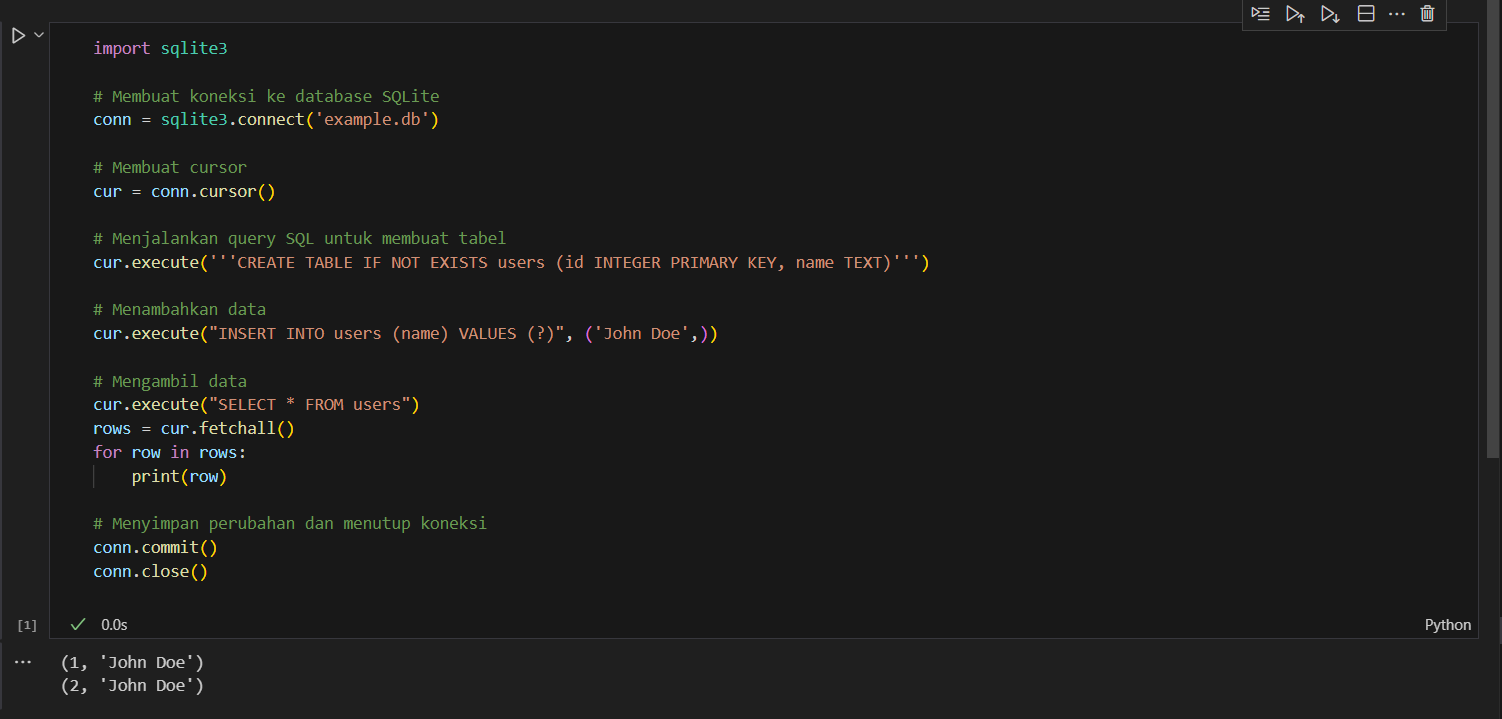 import sqlite3
# Membuat koneksi ke database SQLite
conn = sqlite3.connect('example.db')
# Membuat cursor
cur = conn.cursor()
# Menjalankan query SQL untuk membuat tabel
cur.execute('''CREATE TABLE IF NOT EXISTS users (id INTEGER PRIMARY KEY, name TEXT)''')
# Menambahkan data
cur.execute("INSERT INTO users (name) VALUES (?)", ('John Doe',))
# Mengambil data
cur.execute("SELECT * FROM users")
rows = cur.fetchall()
for row in rows:
    print(row)
# Menyimpan perubahan dan menutup koneksi
conn.commit()
conn.close()
[1] 0.0s Python
(1, 'John Doe')
(2, 'John Doe')